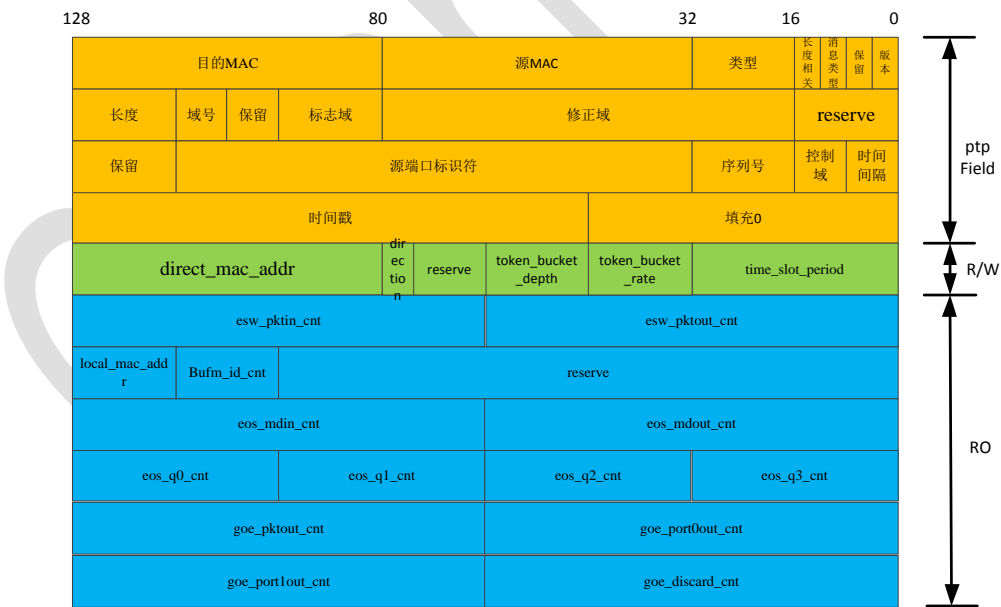 128 80 32 16 0
目的MAC 源MAC 类型 长度相关 消息类型 保留 版本
长度 域号 保留 标志域 修正域 reserve
保留 源端口标识符 序列号 控制域 时间间隔
时间戳 填充0
ptp
Field
direct_mac_addr direction reserve token_bucket_depth token_bucket_rate time_slot_period R/W
esw_pktin_cnt esw_pktout_cnt
local_mac_addr Bufm_id_cnt reserve
eos_mdin_cnt eos_mdout_cnt
RO
eos_q0_cnt eos_q1_cnt eos_q2_cnt eos_q3_cnt
goe_pktout_cnt goe_port0out_cnt
goe_port1out_cnt goe_discard_cnt